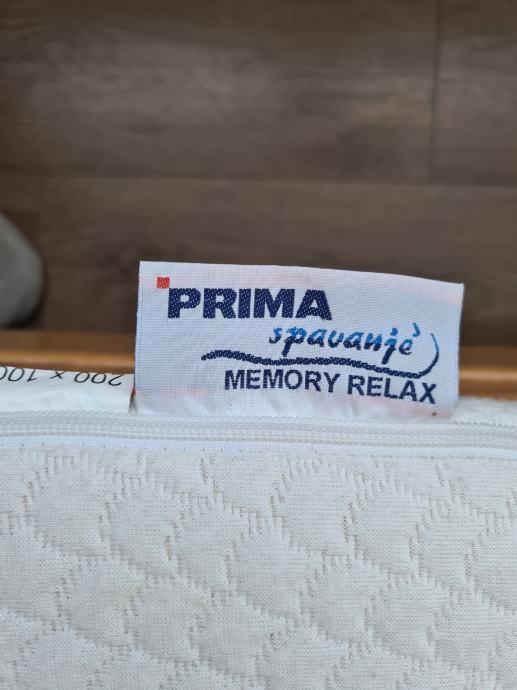 PRIMA
spavanje
MEMORY RELAX
200 x 100